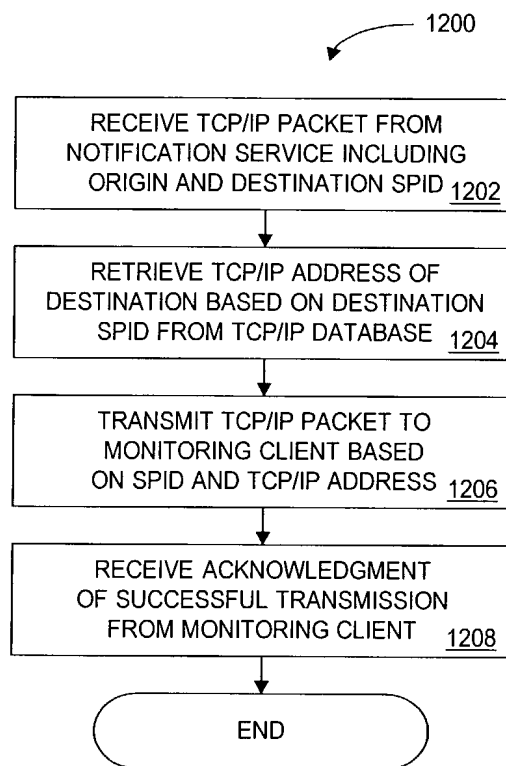 1200
RECEIVE TCP/IP PACKET FROM
NOTIFICATION SERVICE INCLUDING
ORIGIN AND DESTINATION SPID
1202
RETRIEVE TCP/IP ADDRESS OF
DESTINATION BASED ON DESTINATION
SPID FROM TCP/IP DATABASE
1204
TRANSMIT TCP/IP PACKET TO
MONITORING CLIENT BASED
ON SPID AND TCP/IP ADDRESS
1206
RECEIVE ACKNOWLEDGMENT
OF SUCCESSFUL TRANSMISSION
FROM MONITORING CLIENT
1208
END